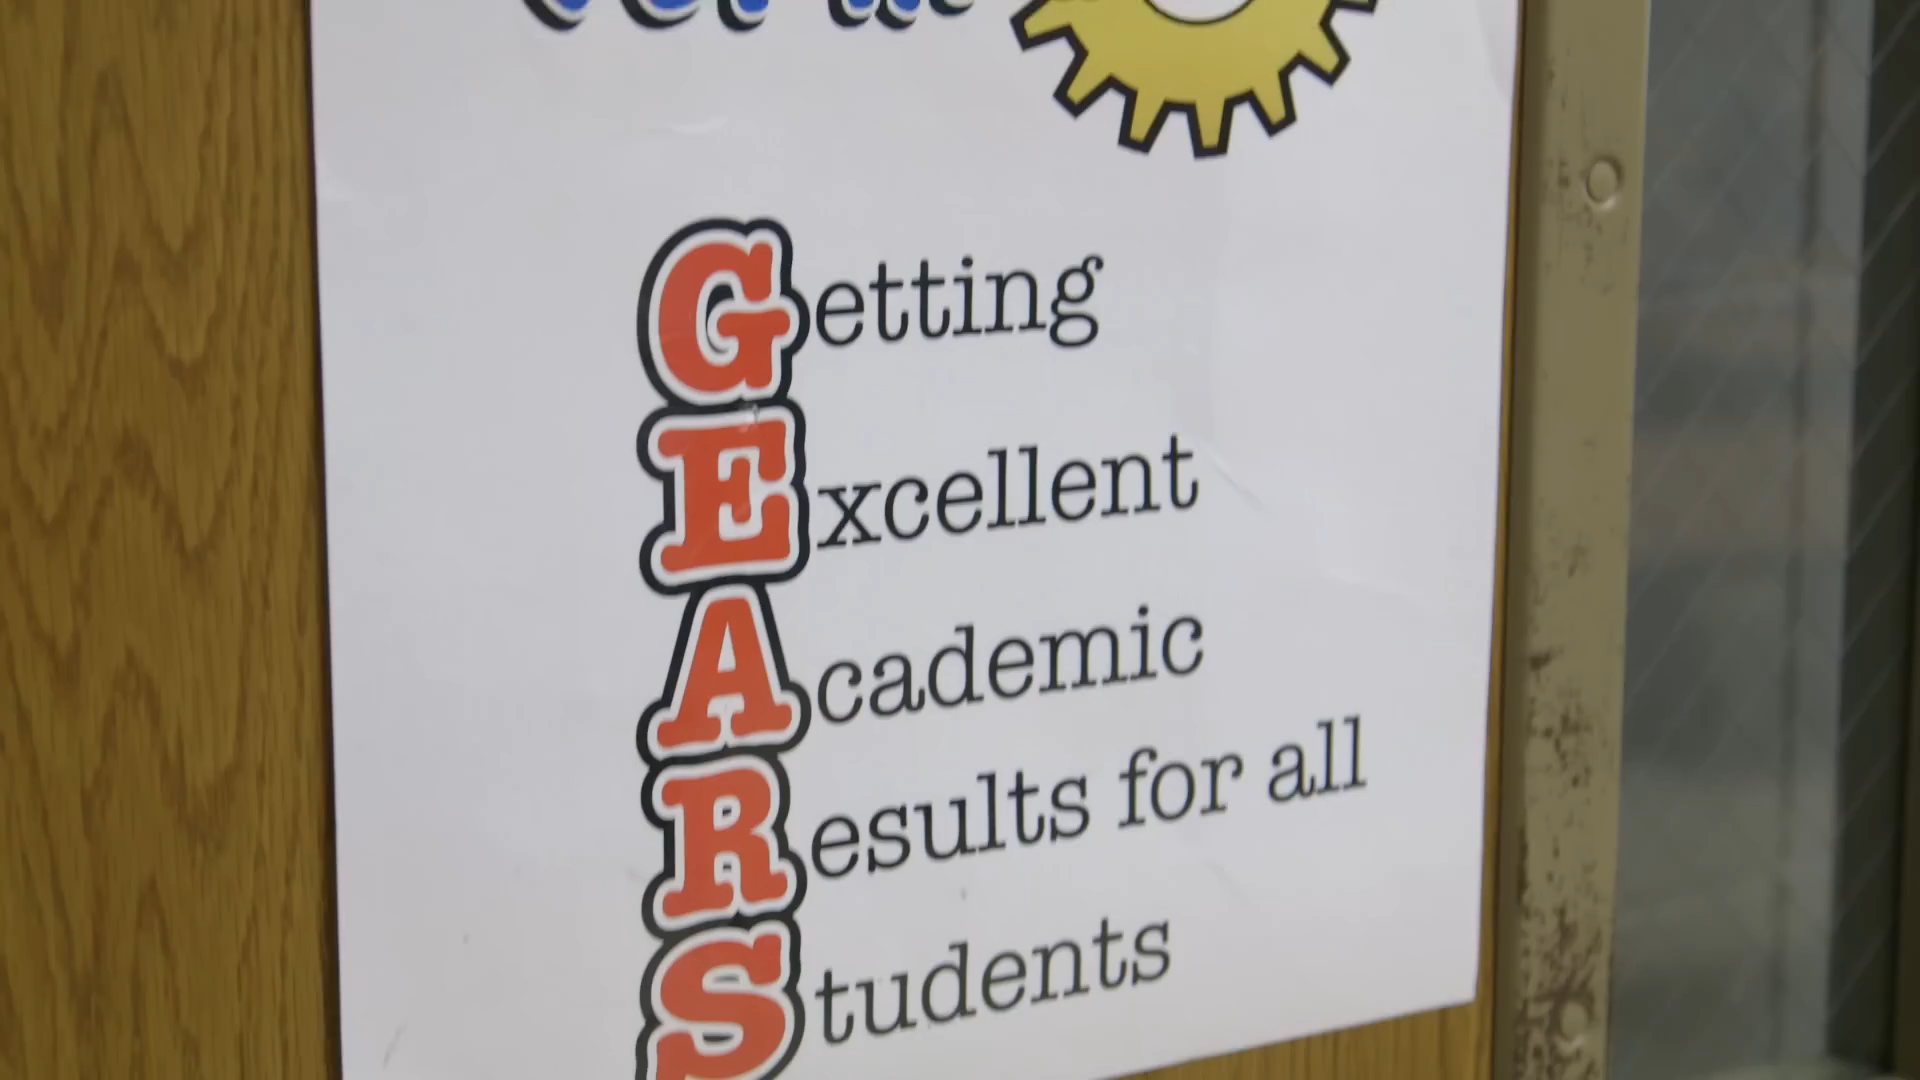 Getting
Excellent
Academic
Results for all
Students